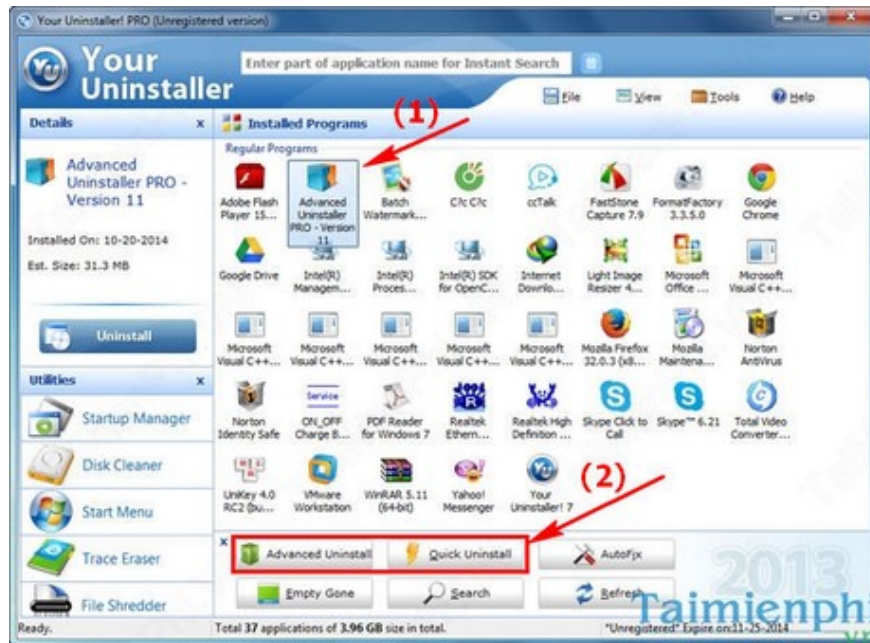 Your Uninstaller! PRO (Unregistered version)
Your
Uninstaller
Enter part of application name for Instant Search
File View Tools Help
Details x
Advanced
Uninstaller PRO -
Version 11
Installed On: 10-20-2014
Est. Size: 31.3 MB
Uninstall
Utilities x
Startup Manager
Disk Cleaner
Start Menu
Trace Eraser
File Shredder
Installed Programs
(1)
Regular Programs
Adobe Flash
Player 15...
Advanced
Uninstaller
PRO - Version
11
Batch
Watermark...
C?c C?c
ccTalk
FastStone
Capture 7.9
FormatFactory
3.3.5.0
Google
Chrome
Google Drive
Intel(R)
Managem...
Intel(R)
Proces...
Intel(R) SDK
for OpenC...
Internet
Downlo...
Light Image
Resizer 4...
Microsoft
Office ...
Microsoft
Visual C++...
Microsoft
Visual C++...
Microsoft
Visual C++...
Microsoft
Visual C++...
Microsoft
Visual C++...
Microsoft
Visual C++...
Mozilla Firefox
32.0.3 (x8...
Mozilla
Maintena...
Norton
AntiVirus
Norton
Identity Safe
Service
ON_OFF
Charge B...
PDF Reader
for Windows 7
Realtek
Ethern...
Realtek High
Definition ...
Skype Click to
Call
Skype™ 6.21
Total Video
Converter...
UniKey 4.0
RC2 (bu...
VMware
Workstation
WinRAR 5.11
(64-bit)
Yahoo!
Messenger
Your
Uninstaller! 7
(2)
x
Advanced Uninstall Quick Uninstall AutoFix
Empty Gone Search Refresh
2013
Taimienphi
Ready. Total 37 applications of 3.96 GB size in total. "Unregistered" Expire on:11-25-2014